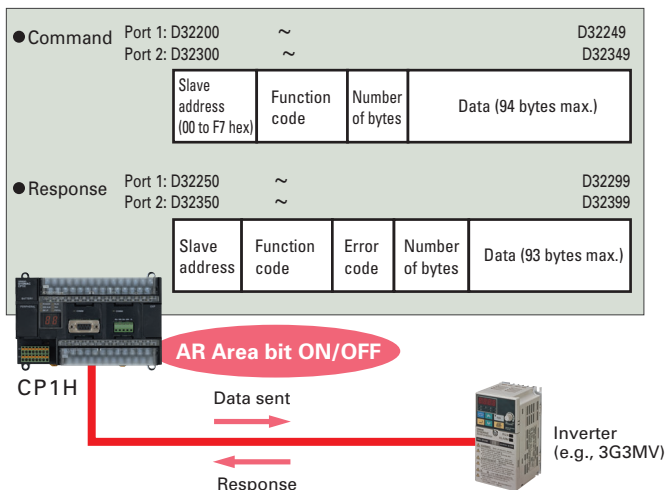 ● Command Port 1: D32200 ~ D32249
Port 2: D32300 ~ D32349
Slave address (00 to F7 hex) Function code Number of bytes Data (94 bytes max.)
● Response Port 1: D32250 ~ D32299
Port 2: D32350 ~ D32399
Slave address Function code Error code Number of bytes Data (93 bytes max.)
AR Area bit ON/OFF
CP1H
Data sent
Inverter
(e.g., 3G3MV)
Response